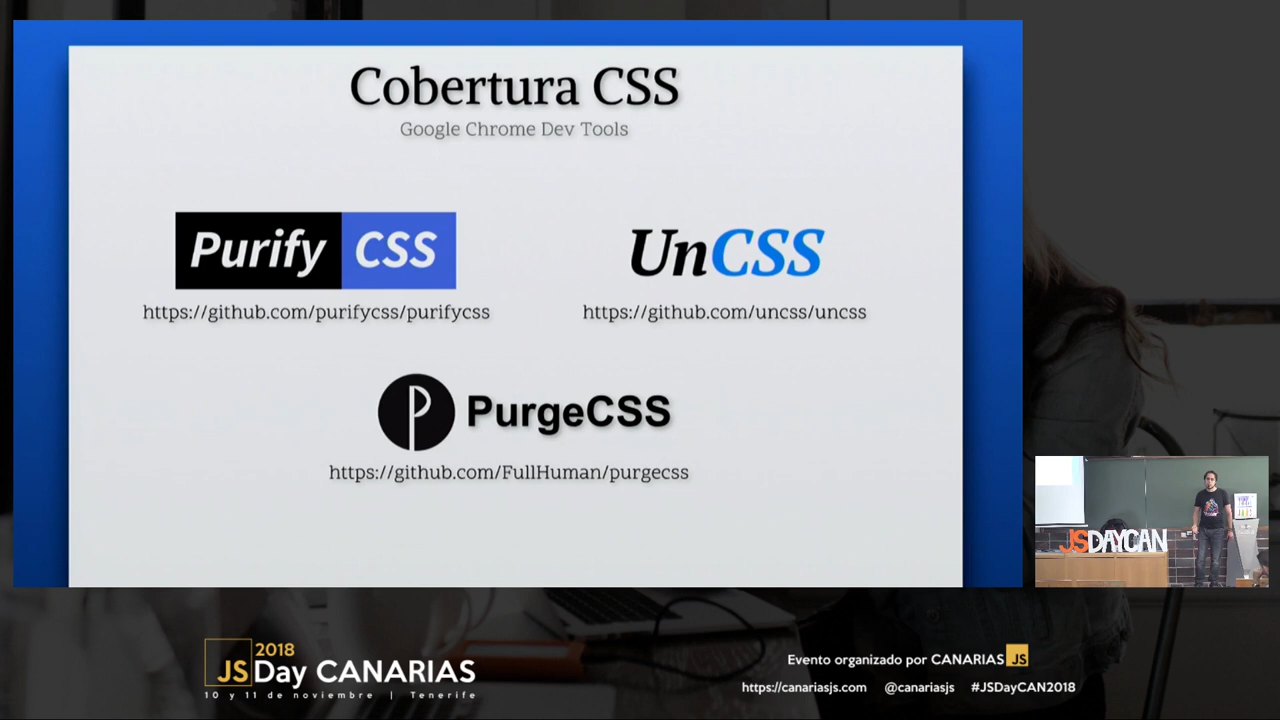 Cobertura CSS
Google Chrome Dev Tools
Purify CSS
https://github.com/purifycss/purifycss
UnCSS
https://github.com/uncss/uncss
PurgeCSS
https://github.com/FullHuman/purgecss
JSDAYCAN
2018
JSDay CANARIAS
10 y 11 de noviembre | Tenerife
Evento organizado por CANARIAS JS
https://canariasjs.com @canariasjs #JSDayCAN2018